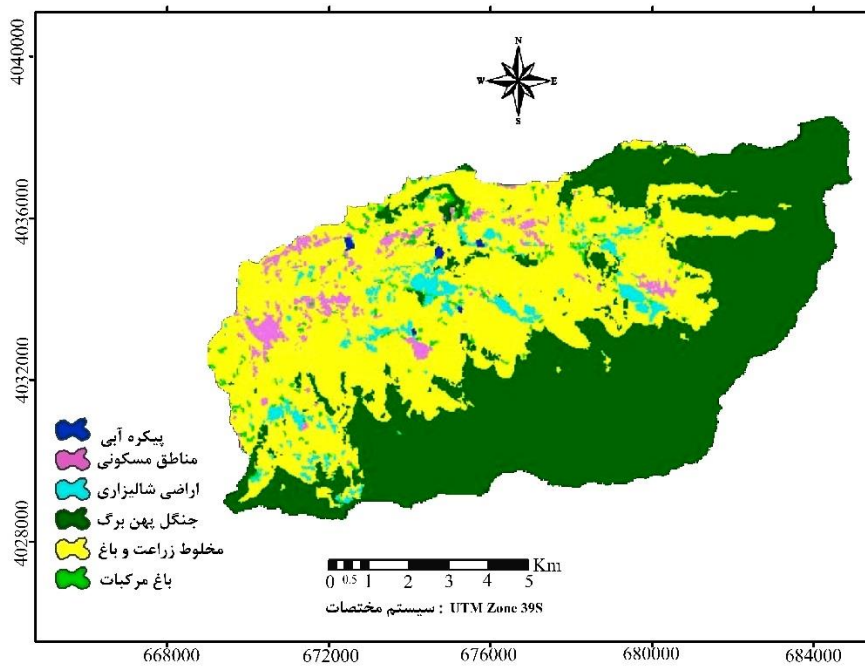 4040000
4036000
4032000
4028000
N
W E
S
پیکره آبی
مناطق مسکونی
اراضی شالیزاری
جنگل پهن برگ
مخلوط زراعت و باغ
باغ مرکبات
Km
0 0.5 1 2 3 4 5
سیستم مختصات : UTM Zone 39S
668000 672000 676000 680000 684000